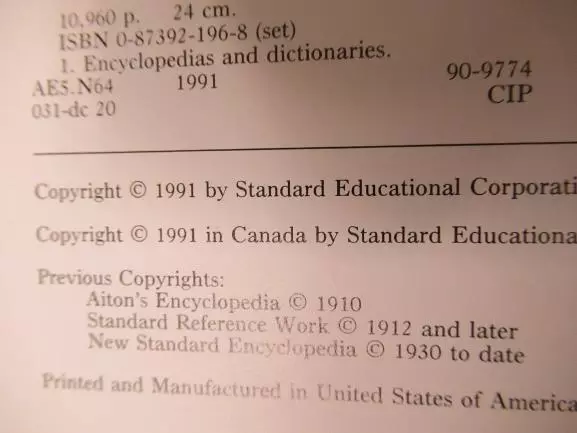 10,960 p. 24 cm.
ISBN 0-87392-196-8 (set)
1. Encyclopedias and dictionaries.
AE5.N64 1991 90-9774
031-dc 20 CIP
Copyright © 1991 by Standard Educational Corporati
Copyright © 1991 in Canada by Standard Educationa
Previous Copyrights:
Aiton's Encyclopedia © 1910
Standard Reference Work © 1912 and later
New Standard Encyclopedia © 1930 to date
Printed and Manufactured in United States of America